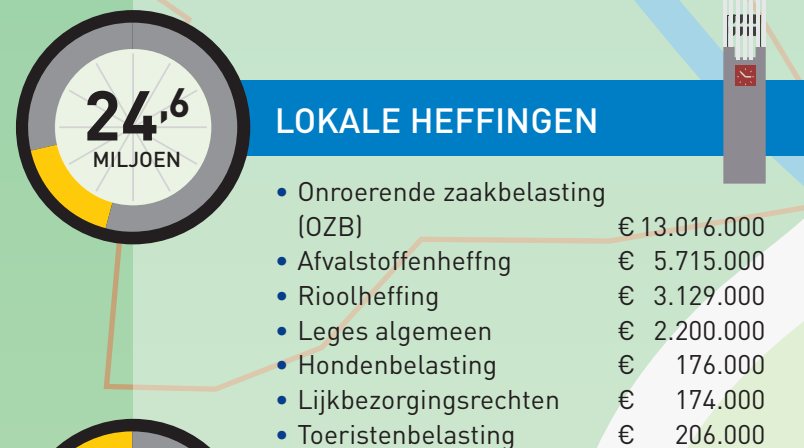 24,6
MILJOEN
LOKALE HEFFINGEN
• Onroerende zaakbelasting
(OZB) € 13.016.000
• Afvalstoffenheffng € 5.715.000
• Rioolheffing € 3.129.000
• Leges algemeen € 2.200.000
• Hondenbelasting € 176.000
• Lijkbezorgingsrechten € 174.000
• Toeristenbelasting € 206.000